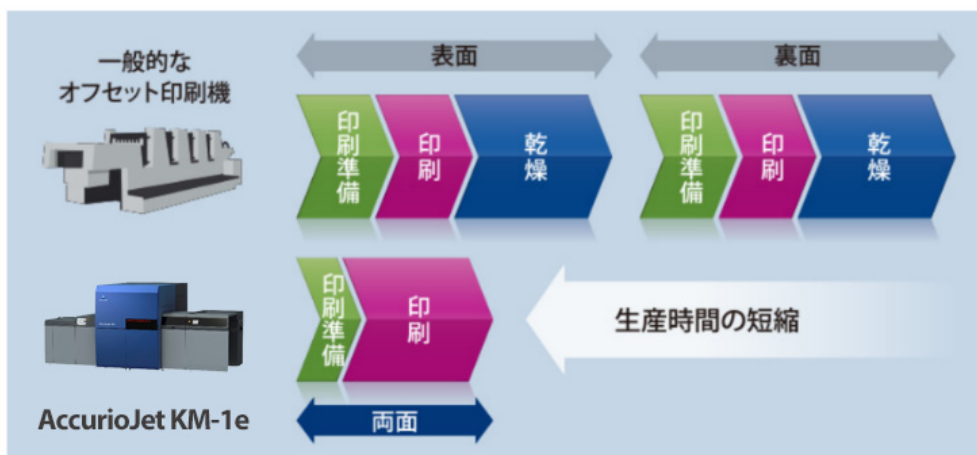 一般的な
オフセット印刷機
表面
裏面
印刷準備
印刷
乾燥
印刷準備
印刷
乾燥
AccurioJet KM-1e
印刷準備
印刷
両面
生産時間の短縮